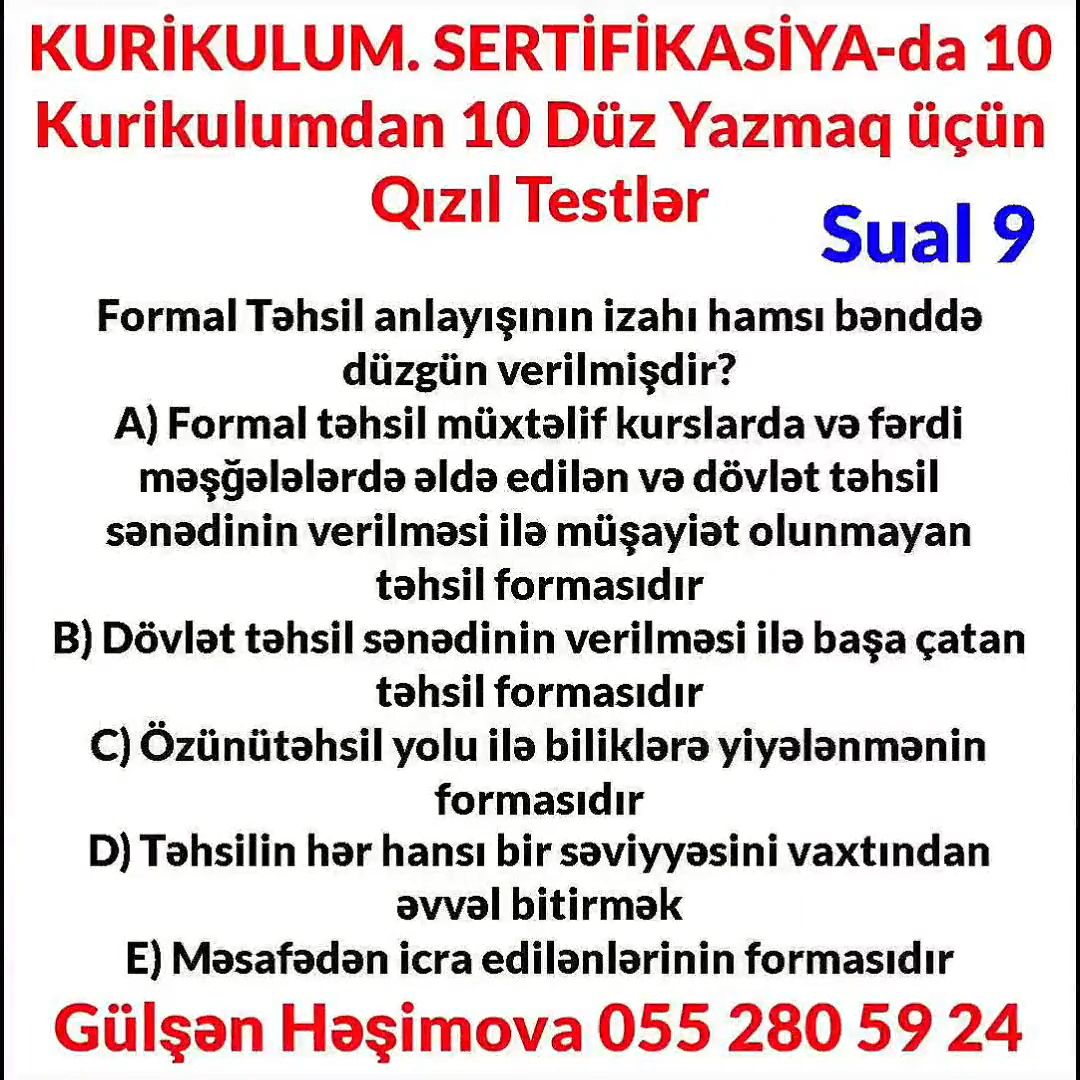 KURİKULUM. SERTİFİKASİYA-da 10
Kurikulumdan 10 Düz Yazmaq üçün
Qızıl Testlər
Sual 9
Formal Təhsil anlayışının izahı hamsı bənddə
düzgün verilmişdir?
A) Formal təhsil müxtəlif kurslarda və fərdi
məşğələlərdə əldə edilən və dövlət təhsil
sənədinin verilməsi ilə müşayiət olunmayan
təhsil formasıdır
B) Dövlət təhsil sənədinin verilməsi ilə başa çatan
təhsil formasıdır
C) Özünütəhsil yolu ilə biliklərə yiyələnmənin
formasıdır
D) Təhsilin hər hansı bir səviyyəsini vaxtından
əvvəl bitirmək
E) Məsafədən icra edilənlərinin formasıdır
Gülşən Həşimova 055 280 59 24